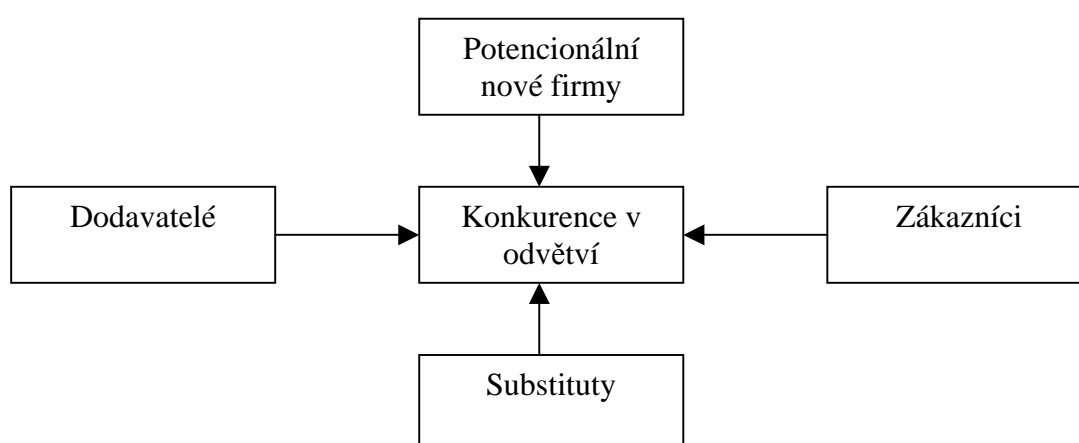 Potencionální
nové firmy
Dodavatelé
Konkurence v
odvětví
Zákazníci
Substituty